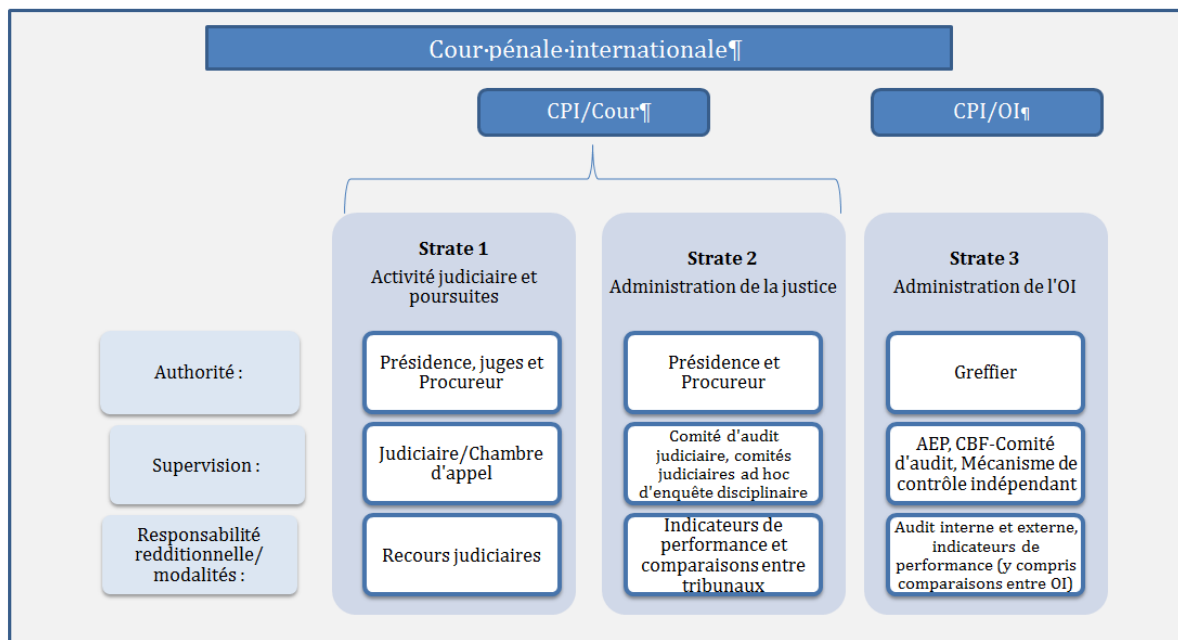 Cour·pénale·internationale¶
CPI/Cour¶
CPI/OI¶
Strate 1
Activité judiciaire et
poursuites
Strate 2
Administration de la justice
Strate 3
Administration de l'OI
Authorité :
Présidence, juges et
Procureur
Présidence et
Procureur
Greffier
Supervision :
Judiciaire/Chambre
d'appel
Comité d'audit
judiciaire, comités
judiciaires ad hoc
d'enquête disciplinaire
AEP, CBF-Comité
d'audit, Mécanisme de
contrôle indépendant
Responsabilité
redditionnelle/
modalités :
Recours judiciaires
Indicateurs de
performance et
comparaisons entre
tribunaux
Audit interne et externe,
indicateurs de
performance (y compris
comparaisons entre OI)